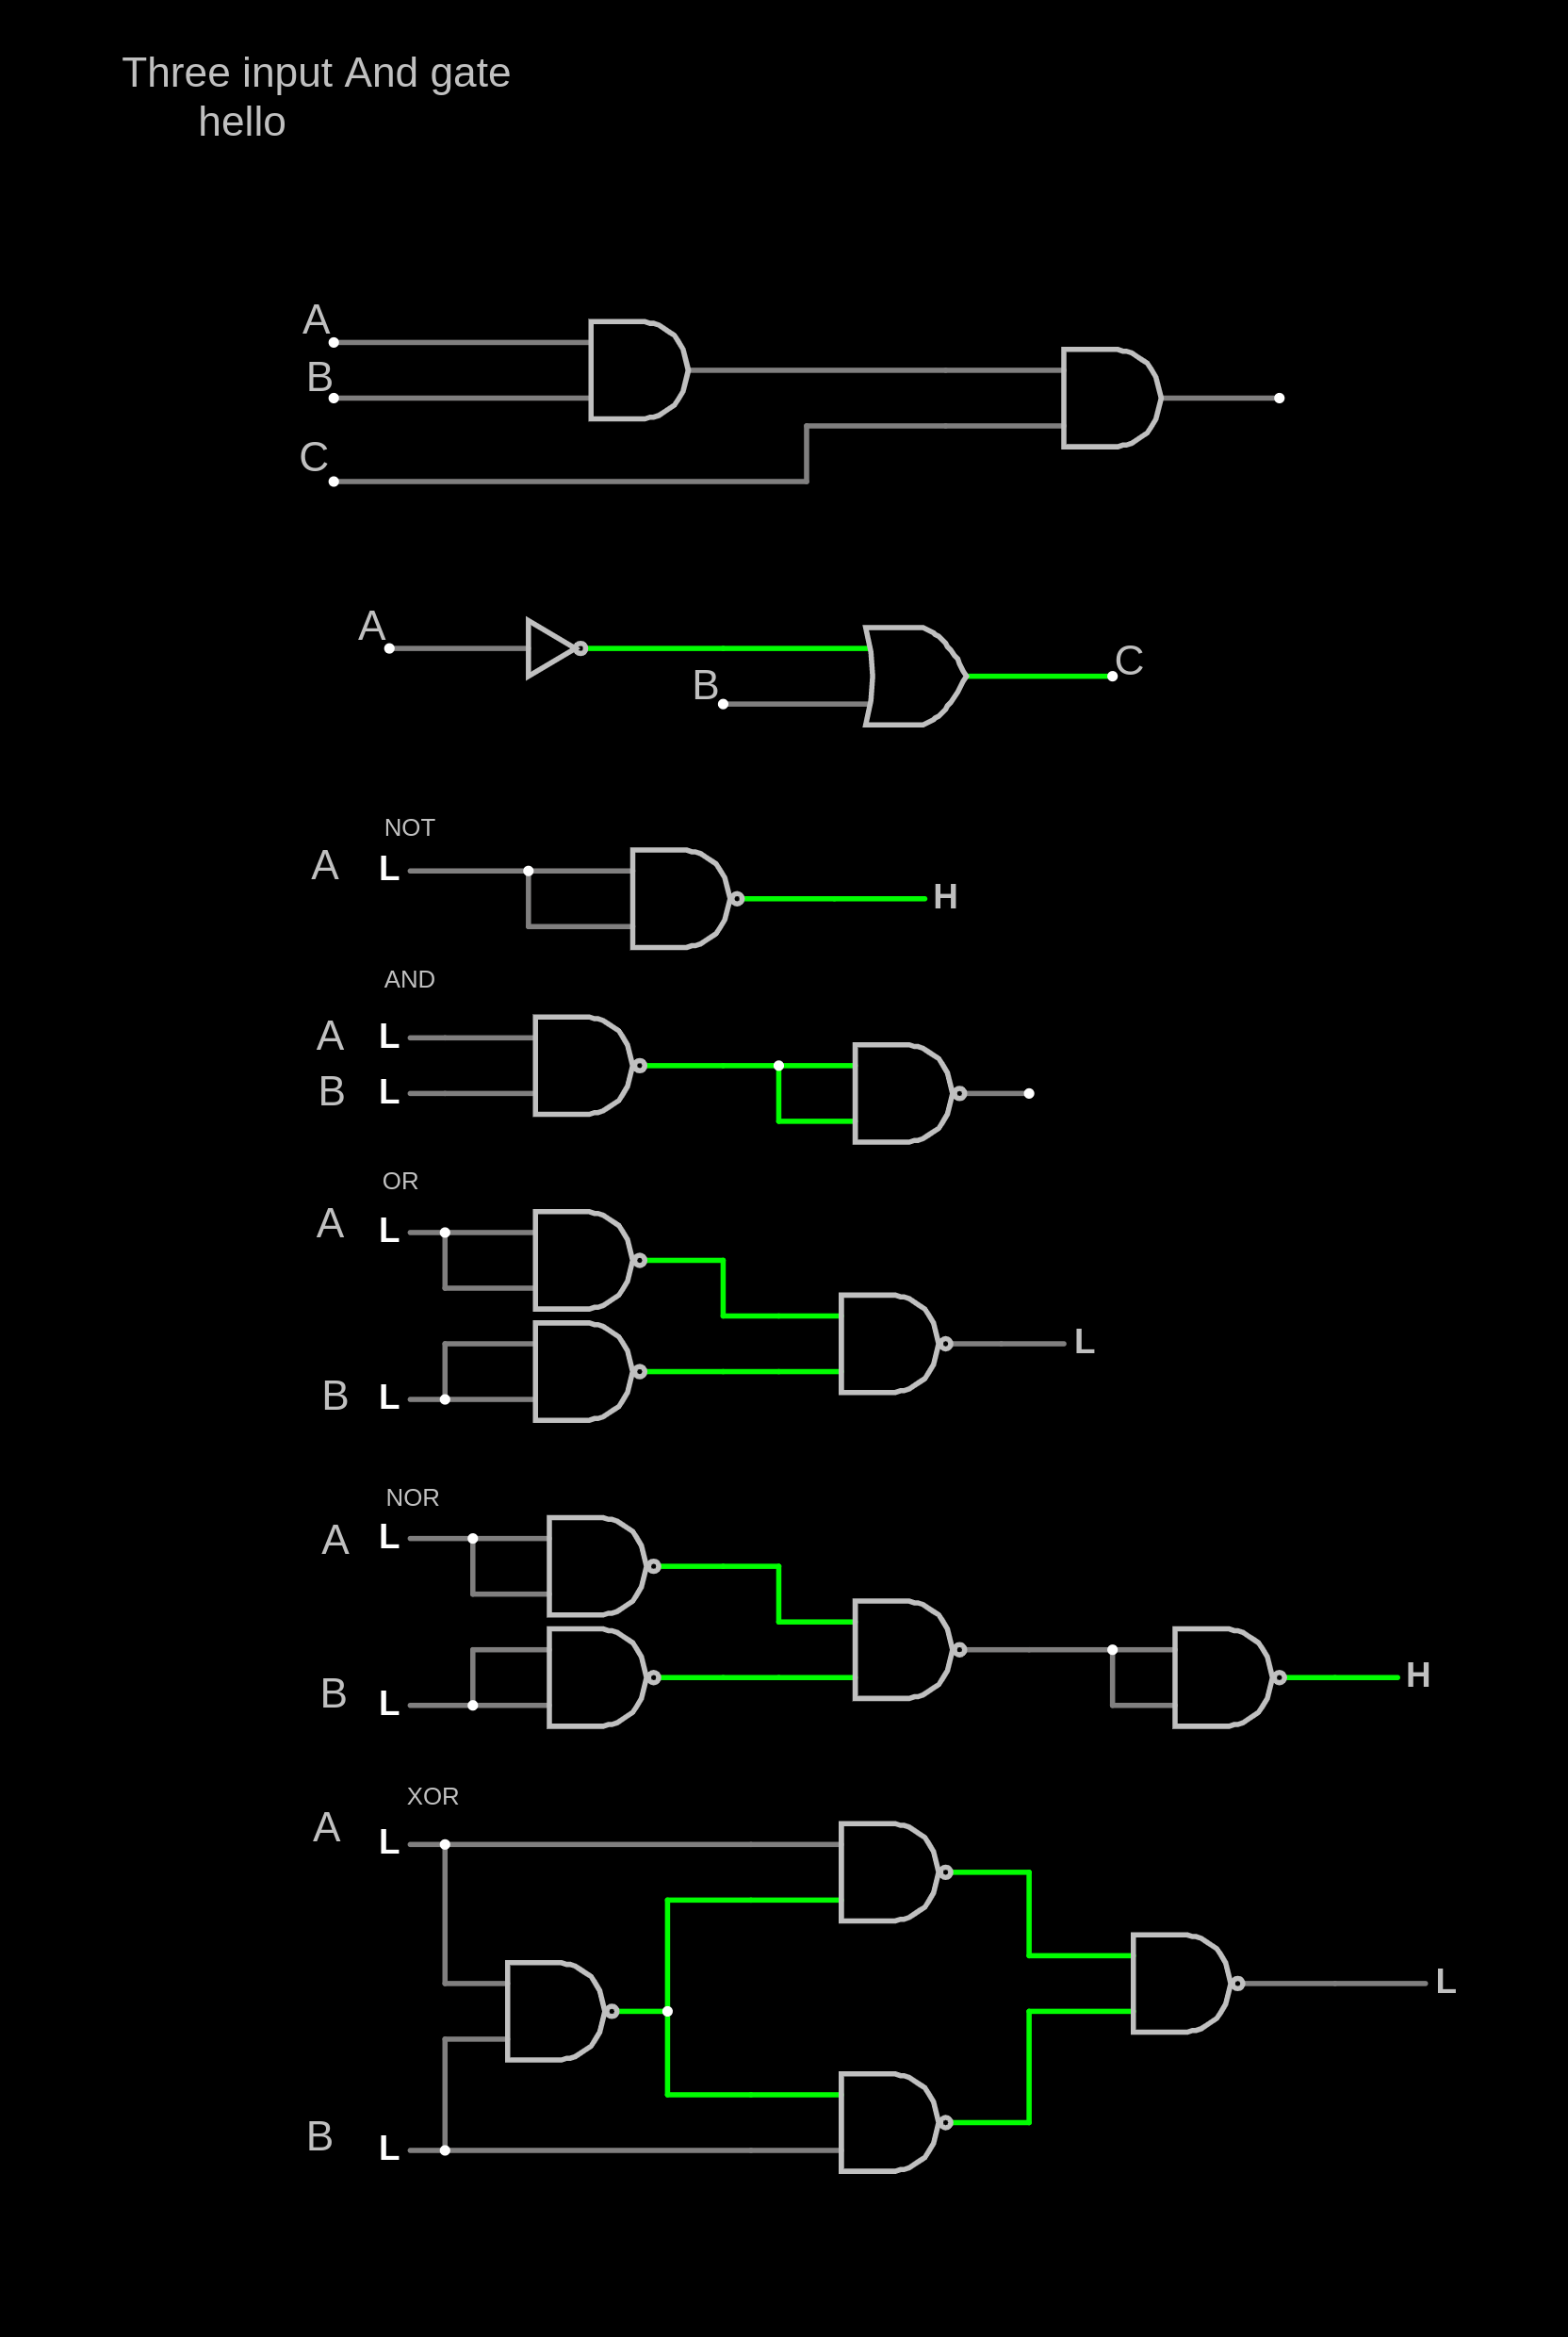 Three input And gate
hello
A
B
C
A
B
C
NOT
A L
H
AND
A L
B L
OR
A L
L
B L
NOR
A L
H
B L
XOR
A L
L
B L